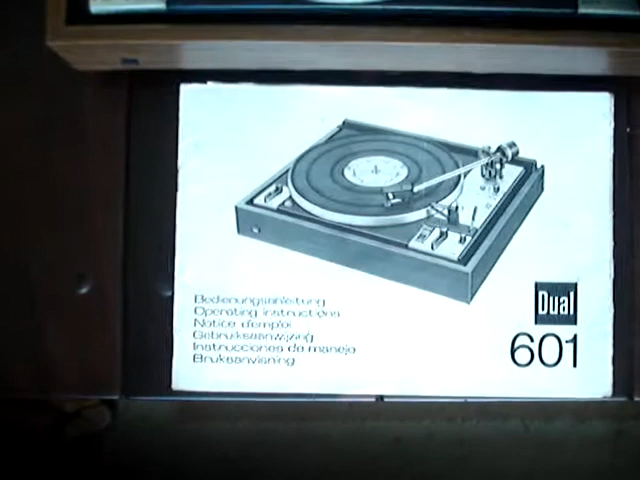 Bedienungsanleitung
Operating instructions
Notice d'emploi
Gebruiksaanwijzing
Instrucciones de manejo
Bruksanvisning
Dual
601